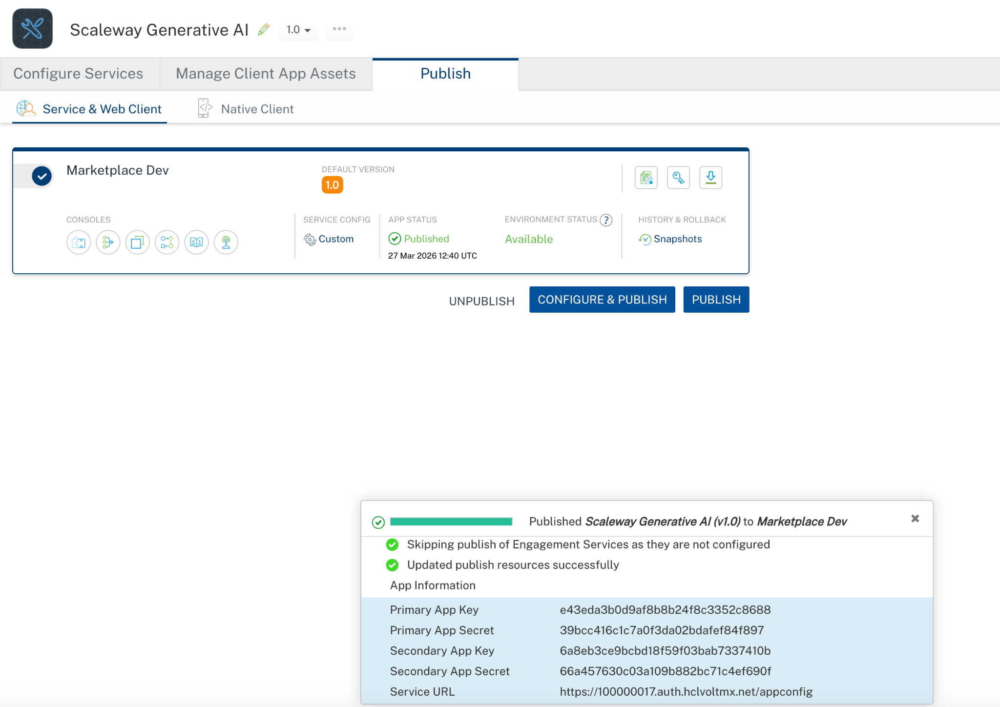 Scaleway Generative AI 1.0
Configure Services Manage Client App Assets Publish
Service & Web Client Native Client
Marketplace Dev
DEFAULT VERSION
1.0
CONSOLES
SERVICE CONFIG
Custom
APP STATUS
Published
27 Mar 2026 12:40 UTC
ENVIRONMENT STATUS ?
Available
HISTORY & ROLLBACK
Snapshots
UNPUBLISH CONFIGURE & PUBLISH PUBLISH
Published Scaleway Generative AI (v1.0) to Marketplace Dev
Skipping publish of Engagement Services as they are not configured
Updated publish resources successfully
App Information
Primary App Key e43eda3b0d9af8b8b24f8c3352c8688
Primary App Secret 39bcc416c1c7a0f3da02bdafef84f897
Secondary App Key 6a8eb3ce9bcbd18f59f03bab7337410b
Secondary App Secret 66a457630c03a109b882bc71c4ef690f
Service URL https://100000017.auth.hclvoltmx.net/appconfig